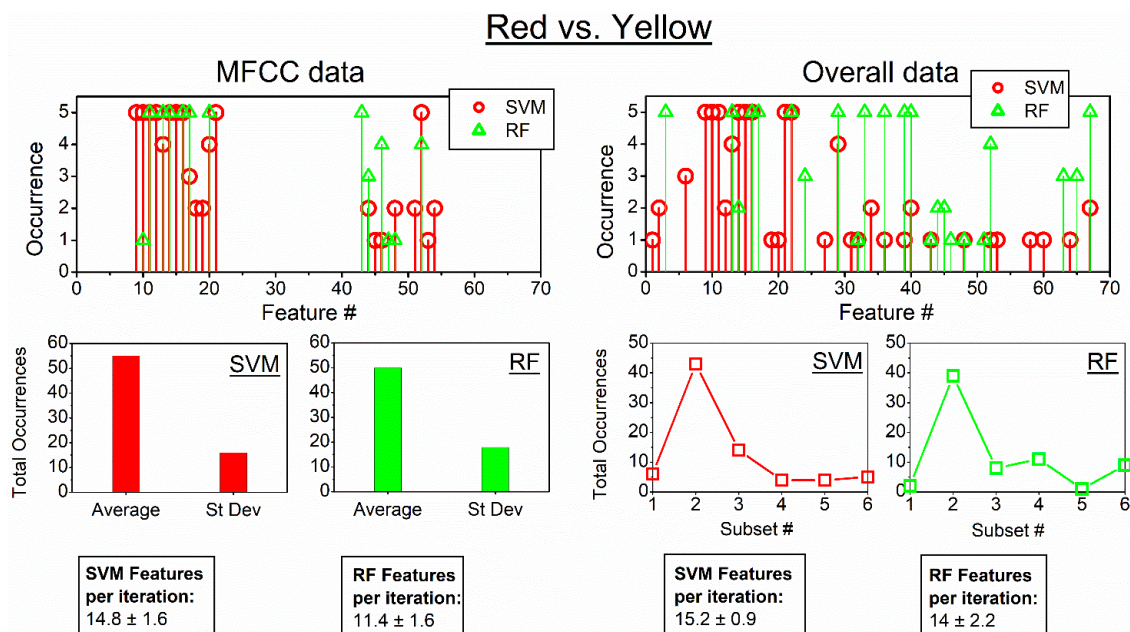 Red vs. Yellow
MFCC data
Overall data
SVM
RF
Occurrence
5
4
3
2
1
0
0 10 20 30 40 50 60 70
Feature #
SVM
RF
Occurrence
5
4
3
2
1
0
0 10 20 30 40 50 60 70
Feature #
Total Occurrences
60
50
40
30
20
10
0
SVM
Average St Dev
60
50
40
30
20
10
0
RF
Average St Dev
Total Occurrences
50
40
30
20
10
0
SVM
1 2 3 4 5 6
Subset #
50
40
30
20
10
0
RF
1 2 3 4 5 6
Subset #
SVM Features
per iteration:
14.8 ± 1.6
RF Features
per iteration:
11.4 ± 1.6
SVM Features
per iteration:
15.2 ± 0.9
RF Features
per iteration:
14 ± 2.2